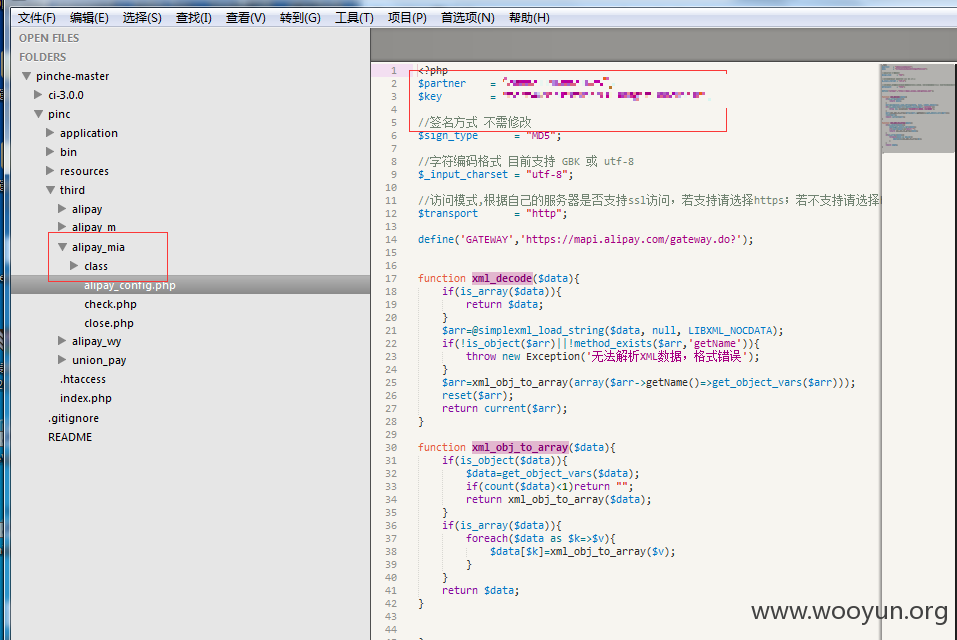 文件(F) 编辑(E) 选择(S) 查找(I) 查看(V) 转到(G) 工具(T) 项目(P) 首选项(N) 帮助(H)
OPEN FILES
FOLDERS
pinche-master
ci-3.0.0
pinc
application
bin
resources
third
alipay
alipay_m
alipay_mia
class
alipay_config.php
check.php
close.php
alipay_wy
union_pay
.htaccess
index.php
.gitignore
README
1 <?php
2 $partner = '
3 $key = '
4
5 //签名方式 不需修改
6 $sign_type = "MD5";
7
8 //字符编码格式 目前支持 GBK 或 utf-8
9 $_input_charset = "utf-8";
10
11 //访问模式,根据自己的服务器是否支持ssl访问，若支持请选择https；若不支持请选择
12 $transport = "http";
13
14 define('GATEWAY','https://mapi.alipay.com/gateway.do?');
15
16
17 function xml_decode($data){
18 if(is_array($data)){
19 return $data;
20 }
21 $arr=@simplexml_load_string($data, null, LIBXML_NOCDATA);
22 if(!is_object($arr)||!method_exists($arr,'getName')){
23 throw new Exception('无法解析XML数据，格式错误');
24 }
25 $arr=xml_obj_to_array(array($arr->getName()=>get_object_vars($arr)));
26 reset($arr);
27 return current($arr);
28 }
29
30 function xml_obj_to_array($data){
31 if(is_object($data)){
32 $data=get_object_vars($data);
33 if(count($data)<1)return "";
34 return xml_obj_to_array($data);
35 }
36 if(is_array($data)){
37 foreach($data as $k=>$v){
38 $data[$k]=xml_obj_to_array($v);
39 }
40 }
41 return $data;
42 }
43
44
www.wooyun.org